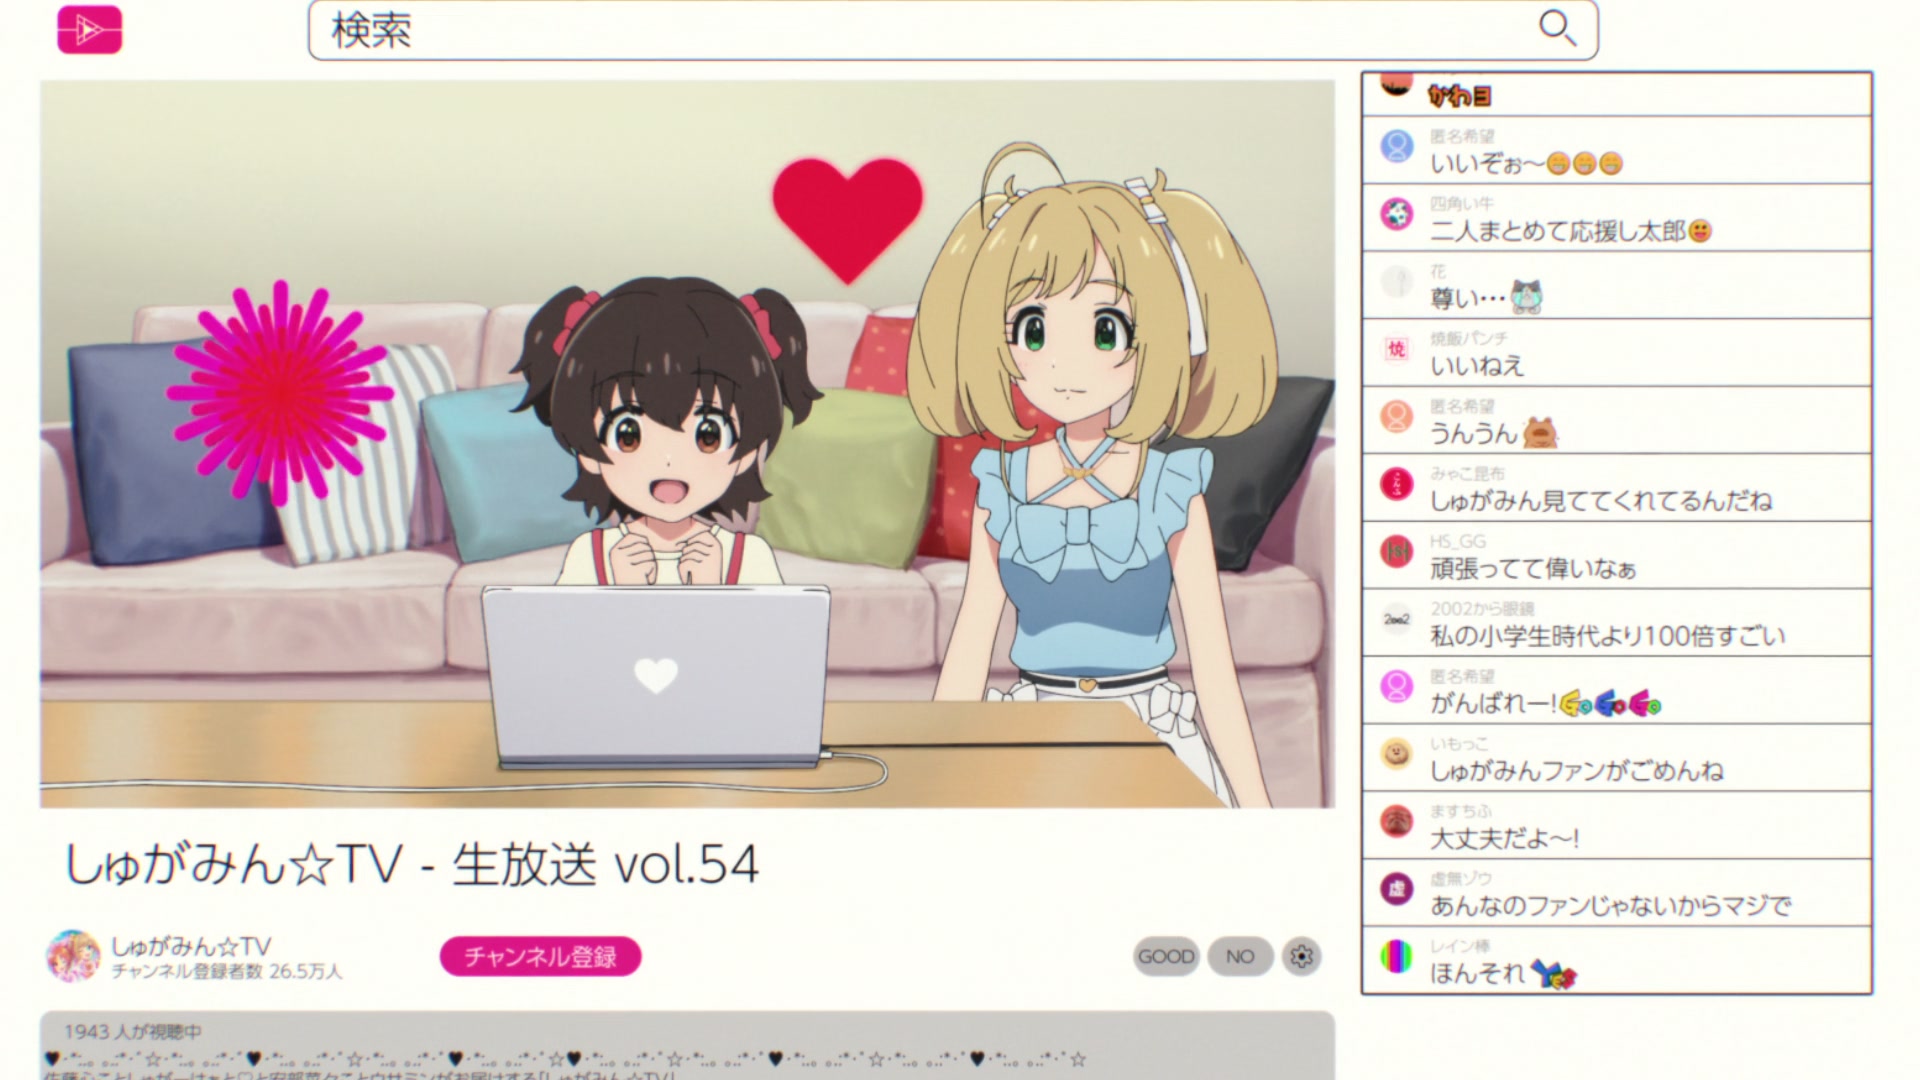 検索
しゅがみん☆TV - 生放送 vol.54
しゅがみん☆TV
チャンネル登録者数 26.5万人
チャンネル登録
GOOD
NO
1943 人が視聴中
かわヨ
匿名希望
いいぞぉ〜😁😁😁
四角い牛
二人まとめて応援し太郎😀
花
尊い…
焼
焼飯パンチ
いいねえ
匿名希望
うんうん
こんぶ
みゃこ昆布
しゅがみん見ててくれてるんだね
HS_GG
頑張ってて偉いなぁ
2002
2002から眼鏡
私の小学生時代より100倍すごい
匿名希望
がんばれー!GoGoGo
いもっこ
しゅがみんファンがごめんね
ますちふ
大丈夫だよ〜!
虚
虚無ゾウ
あんなのファンじゃないからマジで
レイン棒
ほんそれ Yes